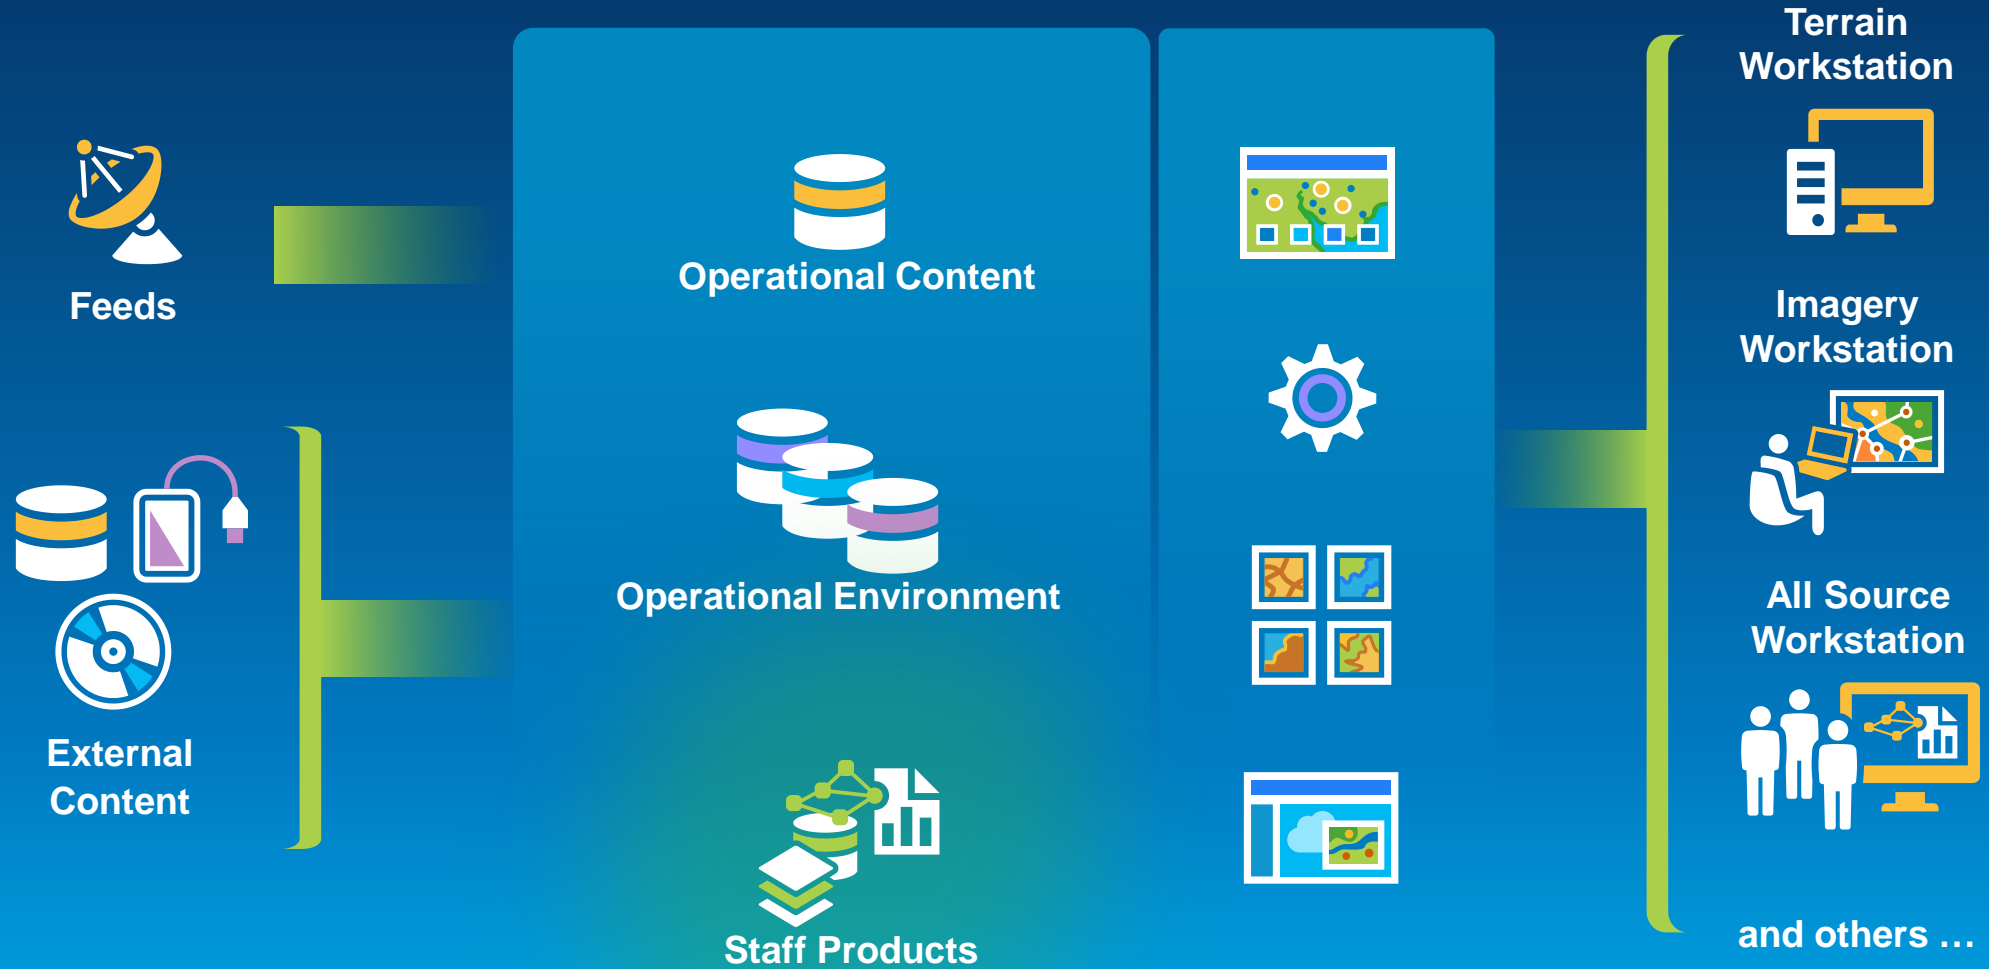 Feeds
External
Content
Operational Content
Operational Environment
Staff Products
Terrain
Workstation
Imagery
Workstation
All Source
Workstation
and others …